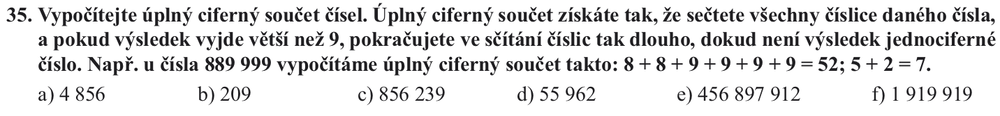 35. Vypočítejte úplný ciferný součet čísel. Úplný ciferný součet získáte tak, že sečtete všechny číslice daného čísla,
a pokud výsledek vyjde větší než 9, pokračujete ve sčítání číslic tak dlouho, dokud není výsledek jednociferné
číslo. Např. u čísla 889 999 vypočítáme úplný ciferný součet takto: 8 + 8 + 9 + 9 + 9 + 9 = 52; 5 + 2 = 7.
a) 4 856 b) 209 c) 856 239 d) 55 962 e) 456 897 912 f) 1 919 919